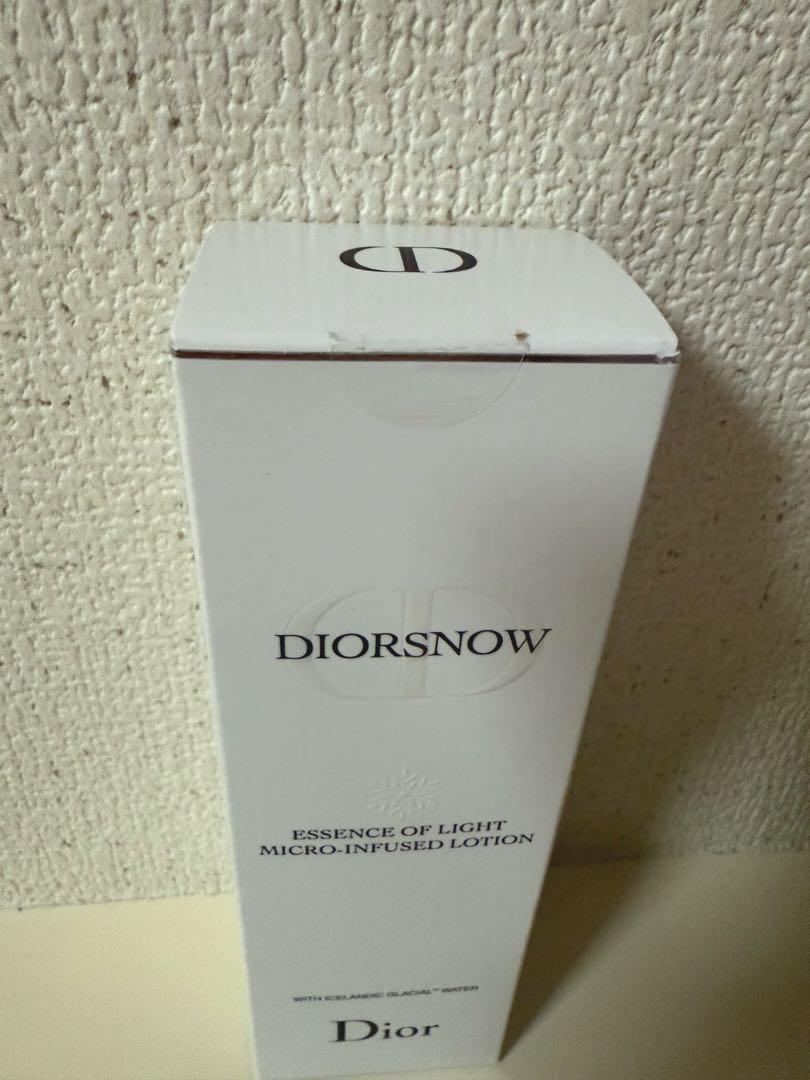 CD
DIORSNOW
ESSENCE OF LIGHT
MICRO-INFUSED LOTION
WITH ICELANDIC GLACIAL™ WATER
Dior